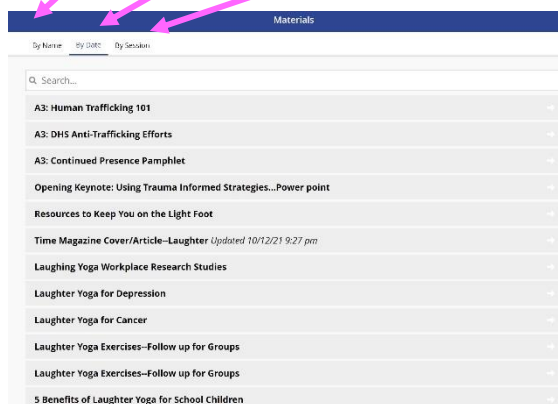 Materials
By Name By Date By Session
Search...
A3: Human Trafficking 101
A3: DHS Anti-Trafficking Efforts
A3: Continued Presence Pamphlet
Opening Keynote: Using Trauma Informed Strategies...Power point
Resources to Keep You on the Light Foot
Time Magazine Cover/Article--Laughter Updated 10/12/21 9:27 pm
Laughing Yoga Workplace Research Studies
Laughter Yoga for Depression
Laughter Yoga for Cancer
Laughter Yoga Exercises--Follow up for Groups
Laughter Yoga Exercises--Follow up for Groups
5 Benefits of Laughter Yoga for School Children